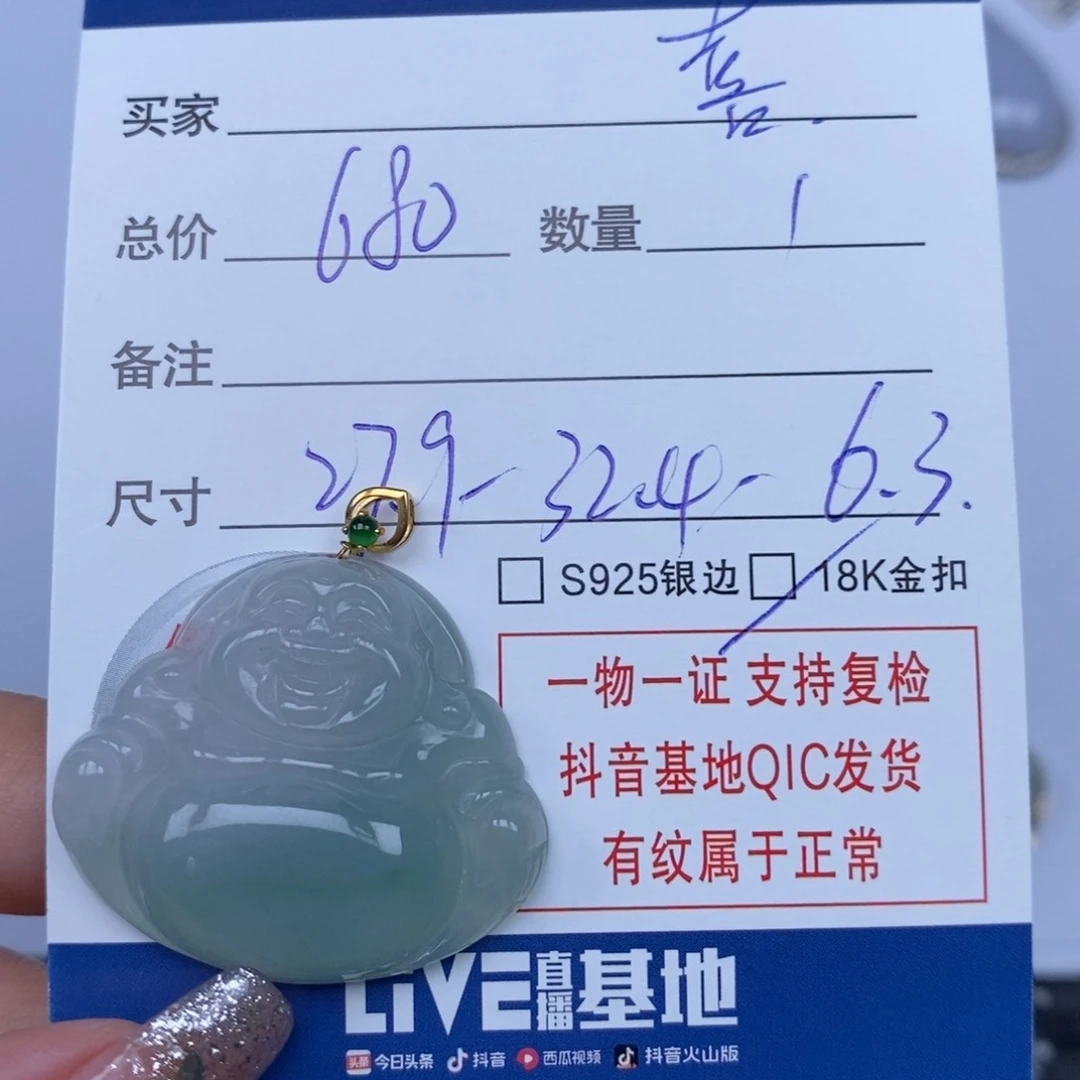 买家 喜.
总价 680 数量 1
备注
尺寸 27.9-32.4-6.3.
S925银边 18K金扣
一物一证 支持复检
抖音基地QIC发货
有纹属于正常
LIVE直播基地
头条 今日头条 抖音 西瓜视频 抖音火山版